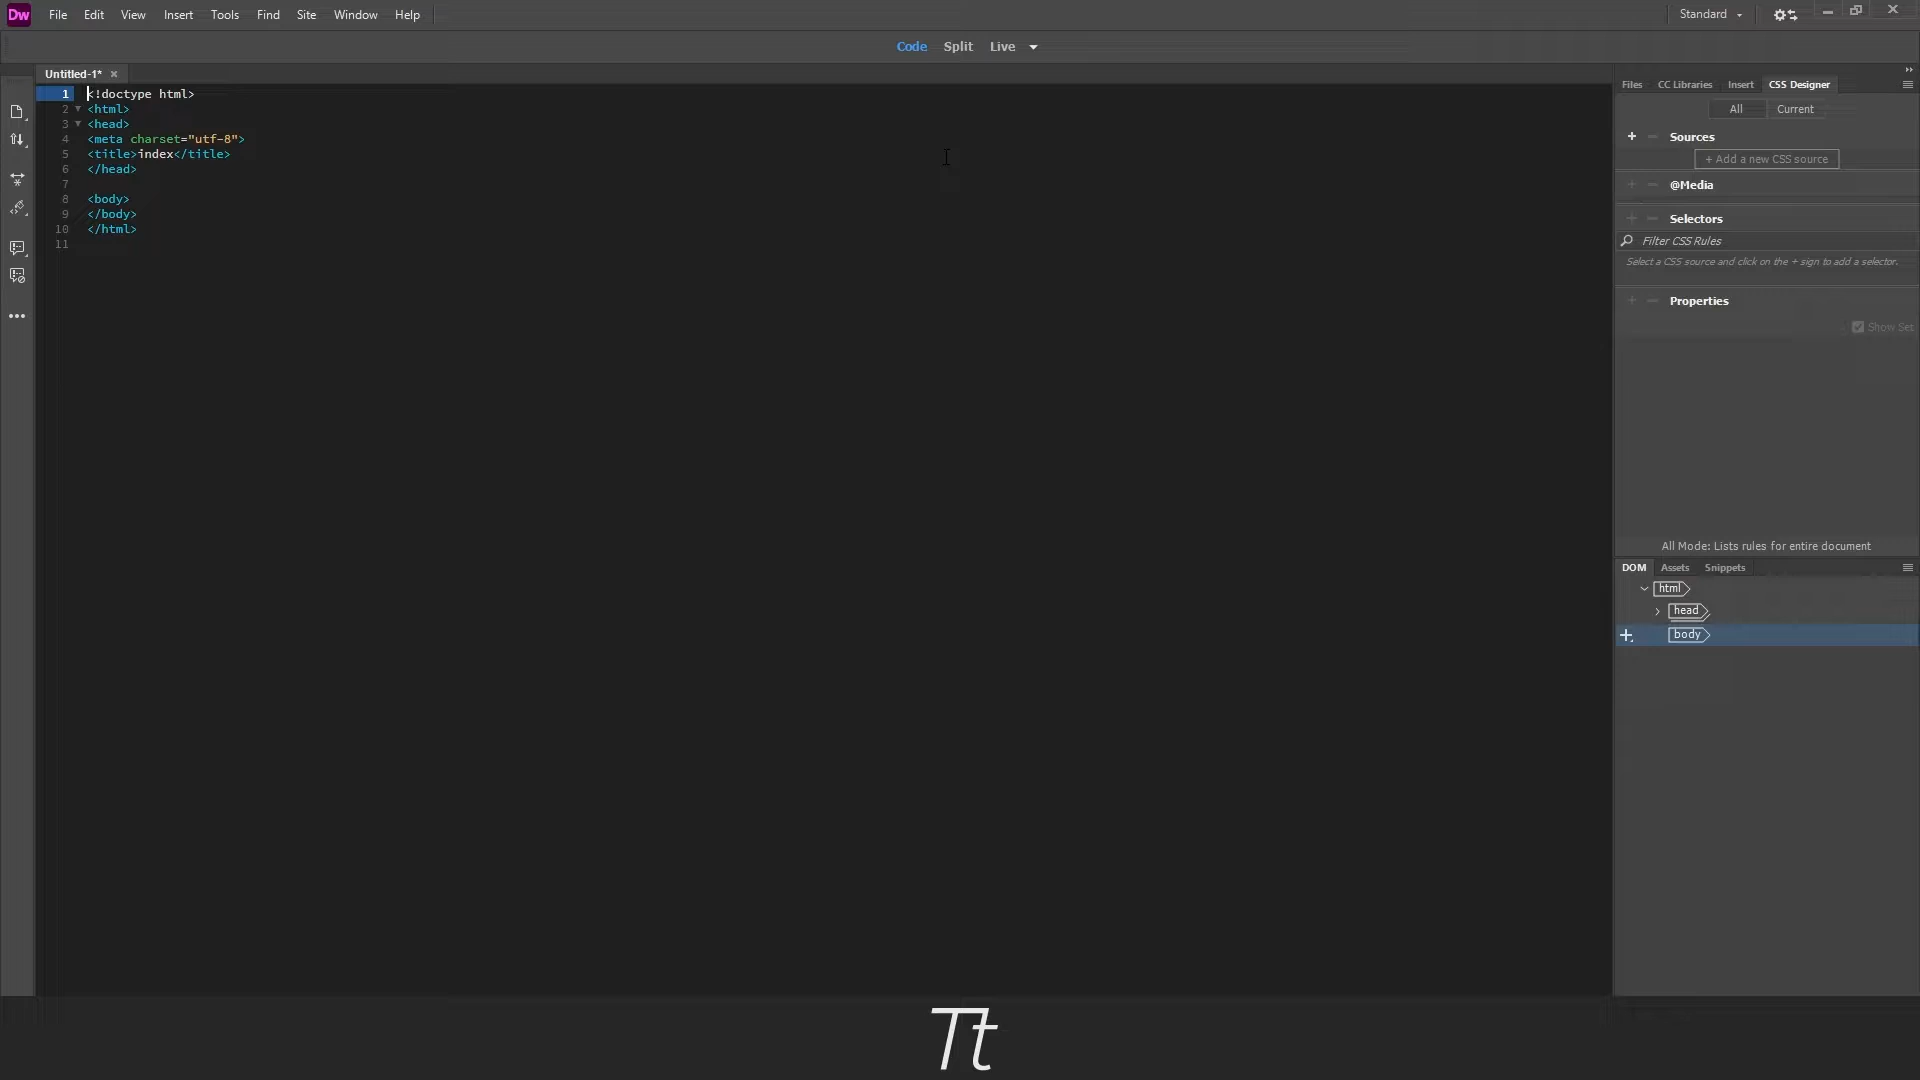 Dw File Edit View Insert Tools Find Site Window Help Standard
Code Split Live
Untitled-1*
1 <!doctype html>
2 <html>
3 <head>
4 <meta charset="utf-8">
5 <title>index</title>
6 </head>
7
8 <body>
9 </body>
10 </html>
11
Files CC Libraries Insert CSS Designer
All Current
+ − Sources
+ Add a new CSS source
+ − @Media
+ − Selectors
Filter CSS Rules
Select a CSS source and click on the + sign to add a selector.
+ − Properties
Show Set
All Mode: Lists rules for entire document
DOM Assets Snippets
html
head
body
Tt